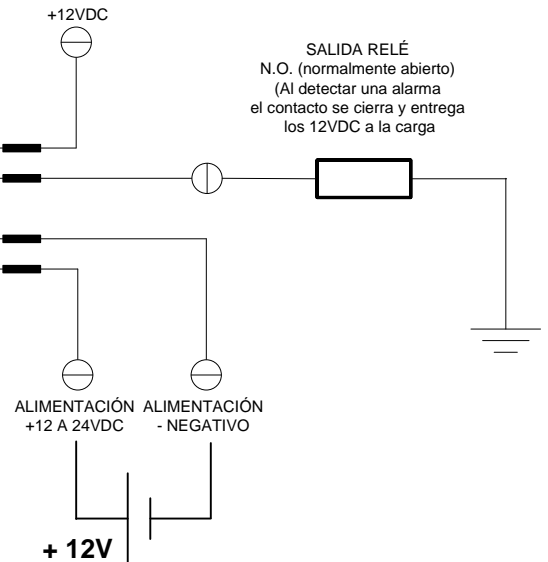 +12VDC
SALIDA RELÉ
N.O. (normalmente abierto)
(Al detectar una alarma
el contacto se cierra y entrega
los 12VDC a la carga
ALIMENTACIÓN
+12 A 24VDC
ALIMENTACIÓN
- NEGATIVO
+ 12V